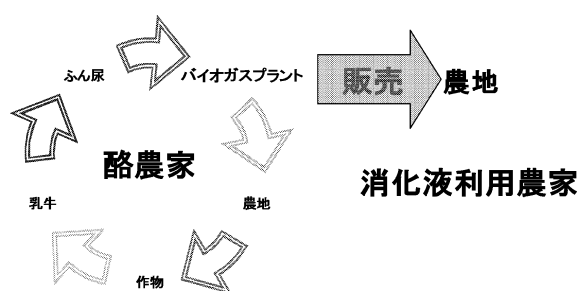 ふん尿
バイオガスプラント
販売
農地
酪農家
消化液利用農家
乳牛
農地
作物